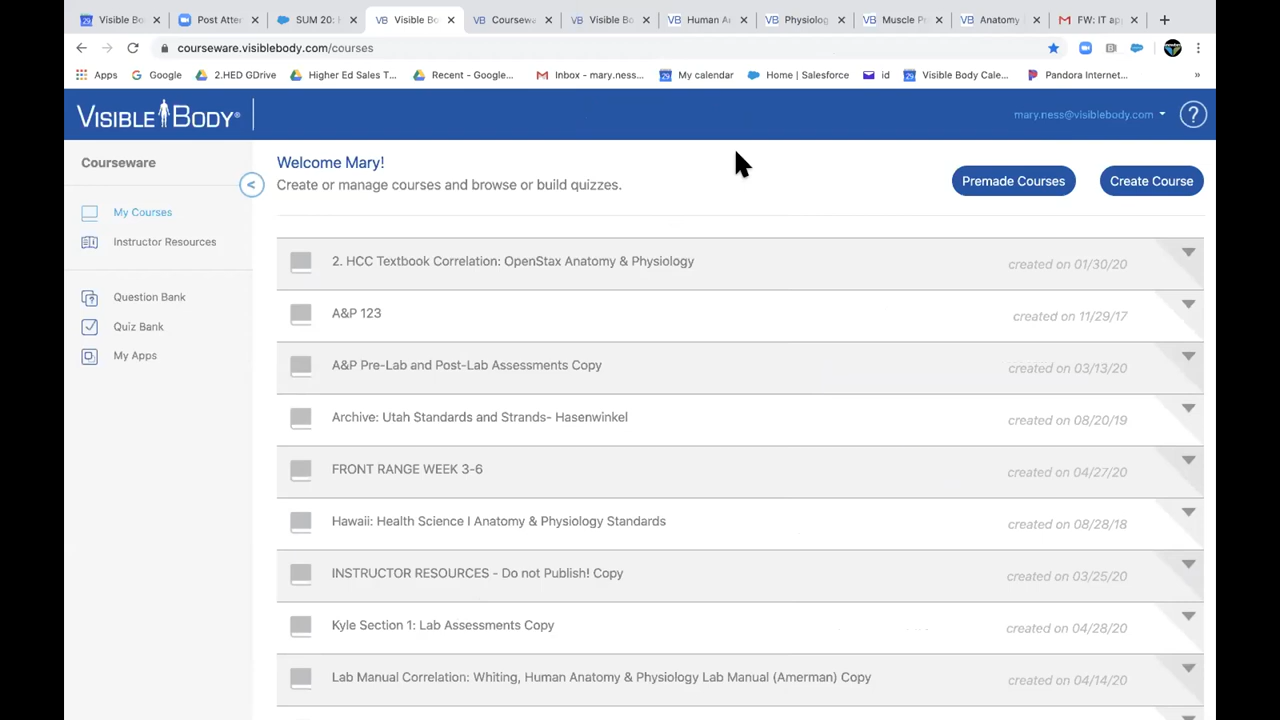 Visible Bo
Post Atten
SUM 20: H
Visible Bo
Coursewa
Visible Bo
Human An
Physiolog
Muscle Pr
Anatomy
FW: IT ap
courseware.visiblebody.com/courses
Apps
Google
2.HED GDrive
Higher Ed Sales T...
Recent - Google...
Inbox - mary.ness...
My calendar
Home | Salesforce
id
Visible Body Cale...
Pandora Internet...
»
VISIBLE BODY®
mary.ness@visiblebody.com
?
Courseware
<
My Courses
Instructor Resources
Question Bank
Quiz Bank
My Apps
Welcome Mary!
Create or manage courses and browse or build quizzes.
Premade Courses
Create Course
2. HCC Textbook Correlation: OpenStax Anatomy & Physiology
created on 01/30/20
A&P 123
created on 11/29/17
A&P Pre-Lab and Post-Lab Assessments Copy
created on 03/13/20
Archive: Utah Standards and Strands- Hasenwinkel
created on 08/20/19
FRONT RANGE WEEK 3-6
created on 04/27/20
Hawaii: Health Science I Anatomy & Physiology Standards
created on 08/28/18
INSTRUCTOR RESOURCES - Do not Publish! Copy
created on 03/25/20
Kyle Section 1: Lab Assessments Copy
created on 04/28/20
Lab Manual Correlation: Whiting, Human Anatomy & Physiology Lab Manual (Amerman) Copy
created on 04/14/20